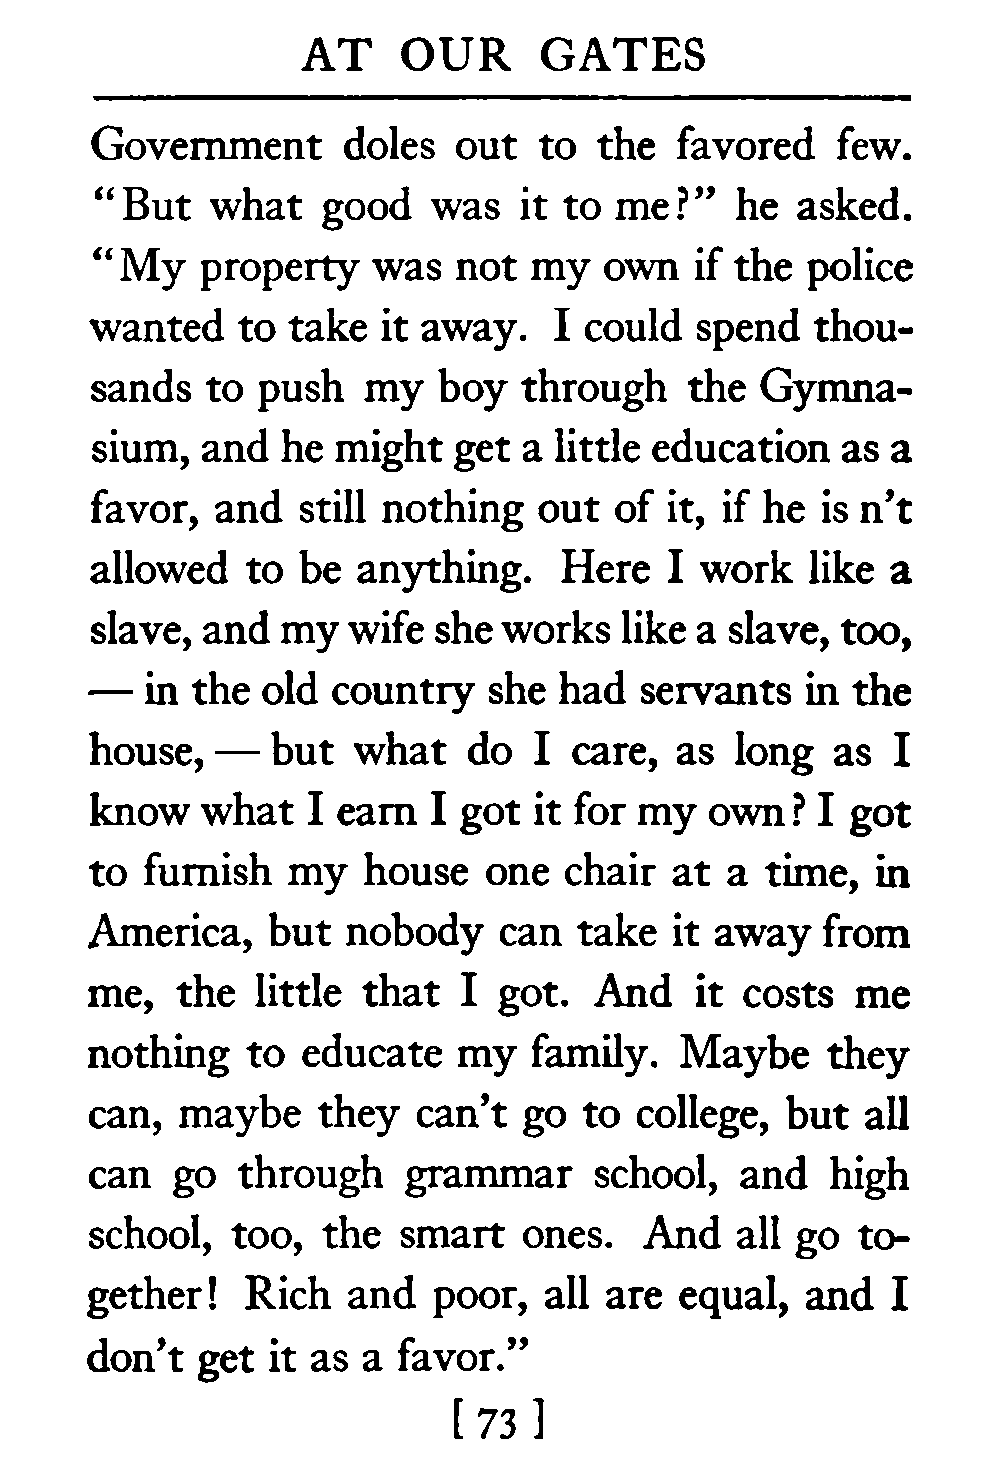 AT OUR GATES
Government doles out to the favored few.
“But what good was it to me?” he asked.
“My property was not my own if the police
wanted to take it away. I could spend thou-
sands to push my boy through the Gymna-
sium, and he might get a little education as a
favor, and still nothing out of it, if he is n’t
allowed to be anything. Here I work like a
slave, and my wife she works like a slave, too,
— in the old country she had servants in the
house, — but what do I care, as long as I
know what I earn I got it for my own? I got
to furnish my house one chair at a time, in
America, but nobody can take it away from
me, the little that I got. And it costs me
nothing to educate my family. Maybe they
can, maybe they can’t go to college, but all
can go through grammar school, and high
school, too, the smart ones. And all go to-
gether! Rich and poor, all are equal, and I
don’t get it as a favor.”
[ 73 ]